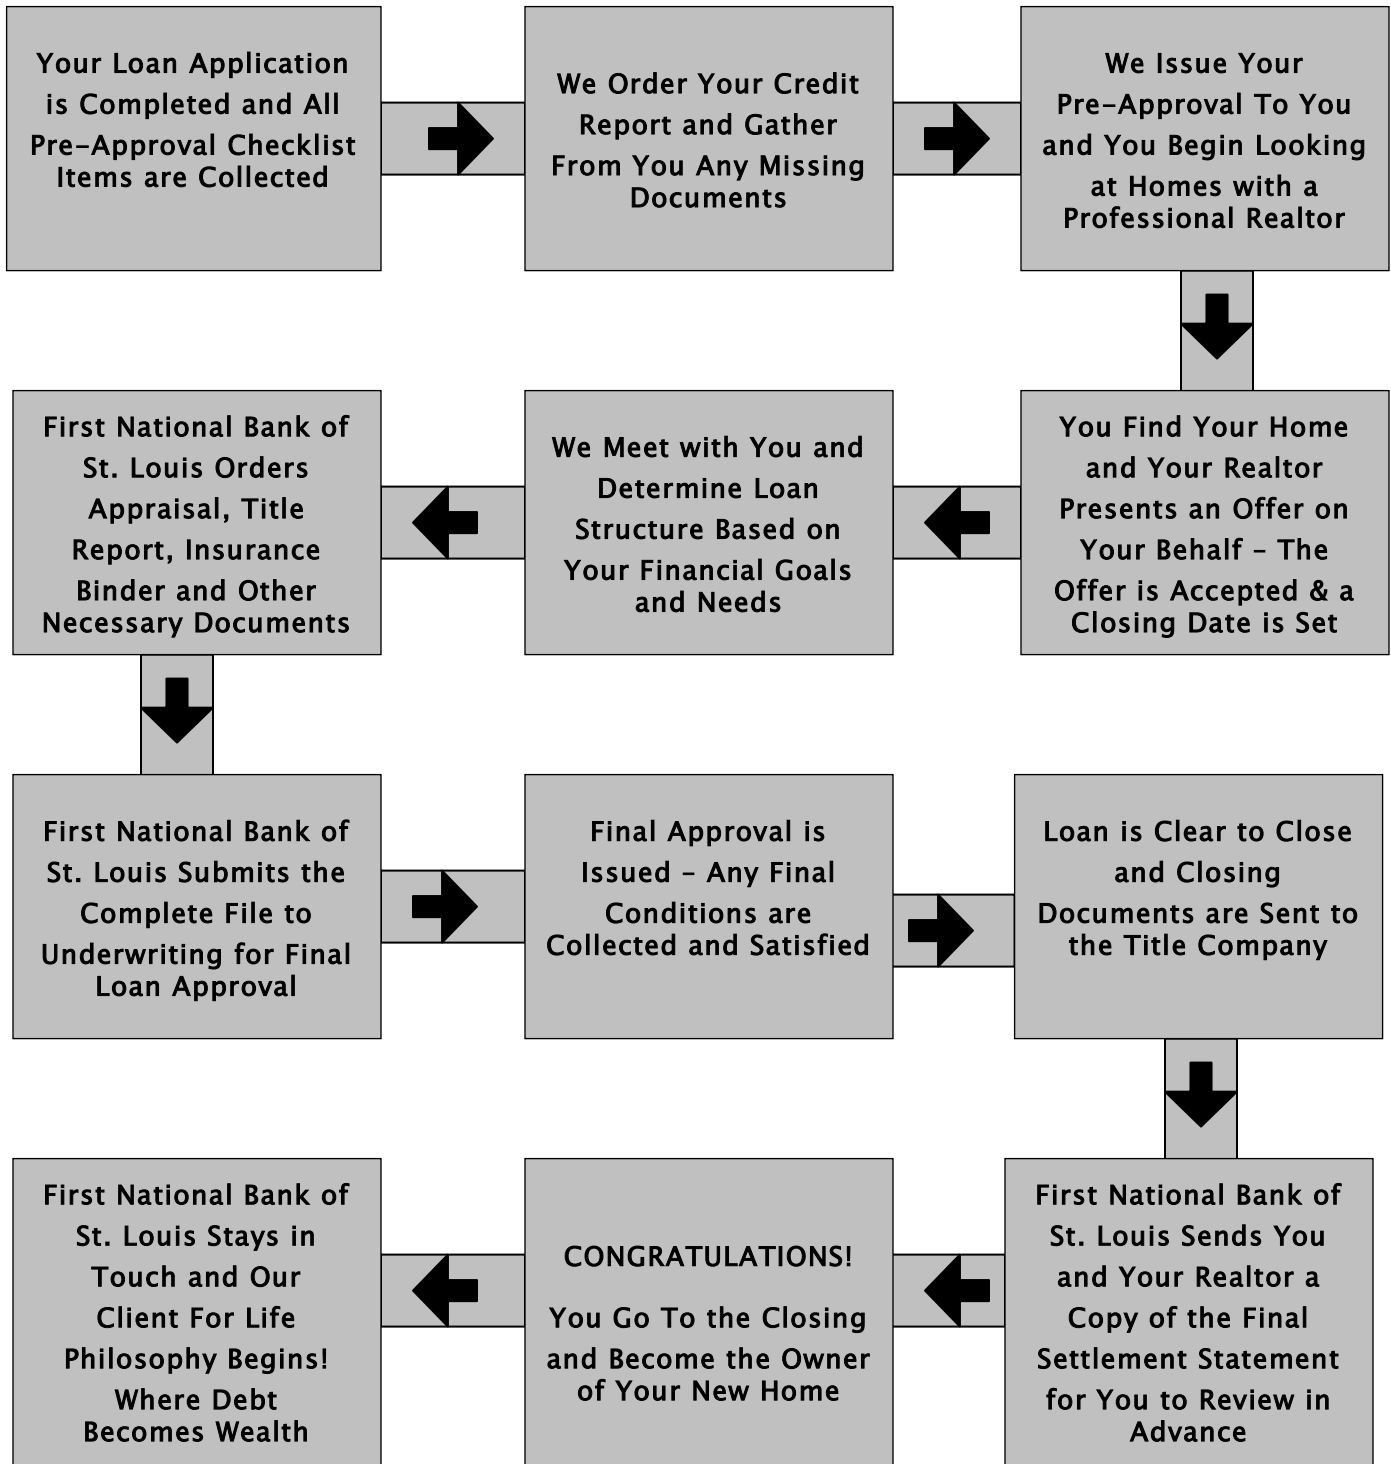 Your Loan Application
is Completed and All
Pre-Approval Checklist
Items are Collected
We Order Your Credit
Report and Gather
From You Any Missing
Documents
We Issue Your
Pre-Approval To You
and You Begin Looking
at Homes with a
Professional Realtor
You Find Your Home
and Your Realtor
Presents an Offer on
Your Behalf – The
Offer is Accepted & a
Closing Date is Set
We Meet with You and
Determine Loan
Structure Based on
Your Financial Goals
and Needs
First National Bank of
St. Louis Orders
Appraisal, Title
Report, Insurance
Binder and Other
Necessary Documents
First National Bank of
St. Louis Submits the
Complete File to
Underwriting for Final
Loan Approval
Final Approval is
Issued – Any Final
Conditions are
Collected and Satisfied
Loan is Clear to Close
and Closing
Documents are Sent to
the Title Company
First National Bank of
St. Louis Sends You
and Your Realtor a
Copy of the Final
Settlement Statement
for You to Review in
Advance
CONGRATULATIONS!
You Go To the Closing
and Become the Owner
of Your New Home
First National Bank of
St. Louis Stays in
Touch and Our
Client For Life
Philosophy Begins!
Where Debt
Becomes Wealth